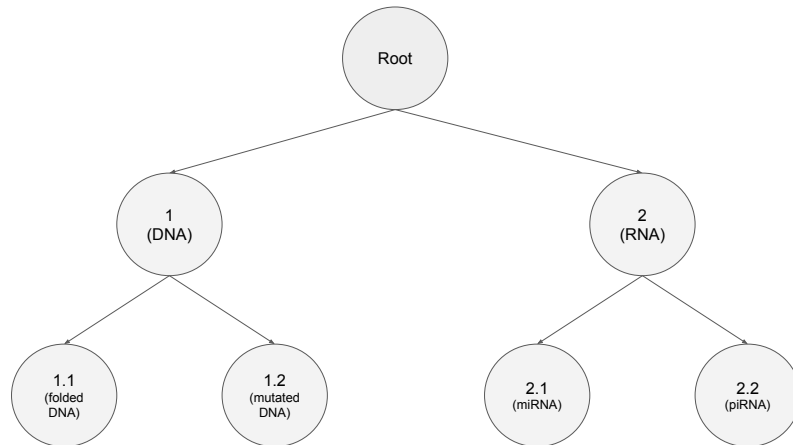 Root
1
(DNA)
2
(RNA)
1.1
(folded
DNA)
1.2
(mutated
DNA)
2.1
(miRNA)
2.2
(piRNA)